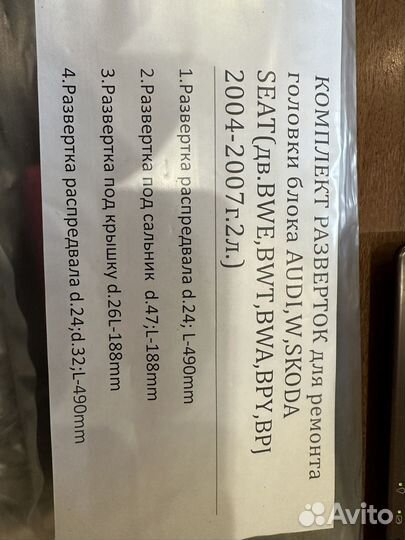 КОМПЛЕКТ РАЗВЕРТОК для ремонта
головки блока AUDI,W,SKODA
SEAT(дв.BWE,BWT,BWA,BPY,BPJ
2004-2007г.2л.)
1.Развертка распредвала d.24; L-490mm
2.Развертка под сальник d.47;L-188mm
3.Развертка под крышку d.26L-188mm
4.Развертка распредвала d.24;d.32;L-490mm
Avito